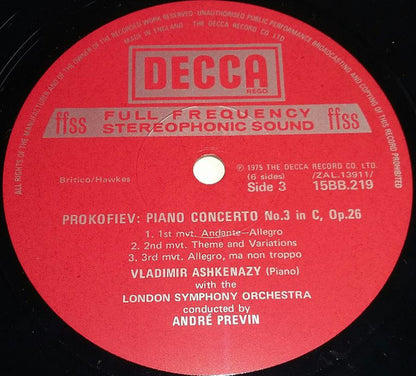 ALL RIGHTS OF THE MANUFACTURER AND OF THE OWNER OF THE RECORDED WORK RESERVED · UNAUTHORISED PUBLIC PERFORMANCE BROADCASTING AND COPYING OF THIS RECORD PROHIBITED
MADE IN ENGLAND, THE DECCA RECORD CO LTD.
DECCA
REGD
ffss FULL FREQUENCY ffss
STEREOPHONIC SOUND
℗ 1975 THE DECCA RECORD CO. LTD.
(6 sides) /ZAL.13911/
Britico/Hawkes Side 3 15BB.219
PROKOFIEV: PIANO CONCERTO No.3 in C, Op.26
1. 1st mvt. Andante—Allegro
2. 2nd mvt. Theme and Variations
3. 3rd mvt. Allegro, ma non troppo
VLADIMIR ASHKENAZY (Piano)
with the
LONDON SYMPHONY ORCHESTRA
conducted by
ANDRÉ PREVIN